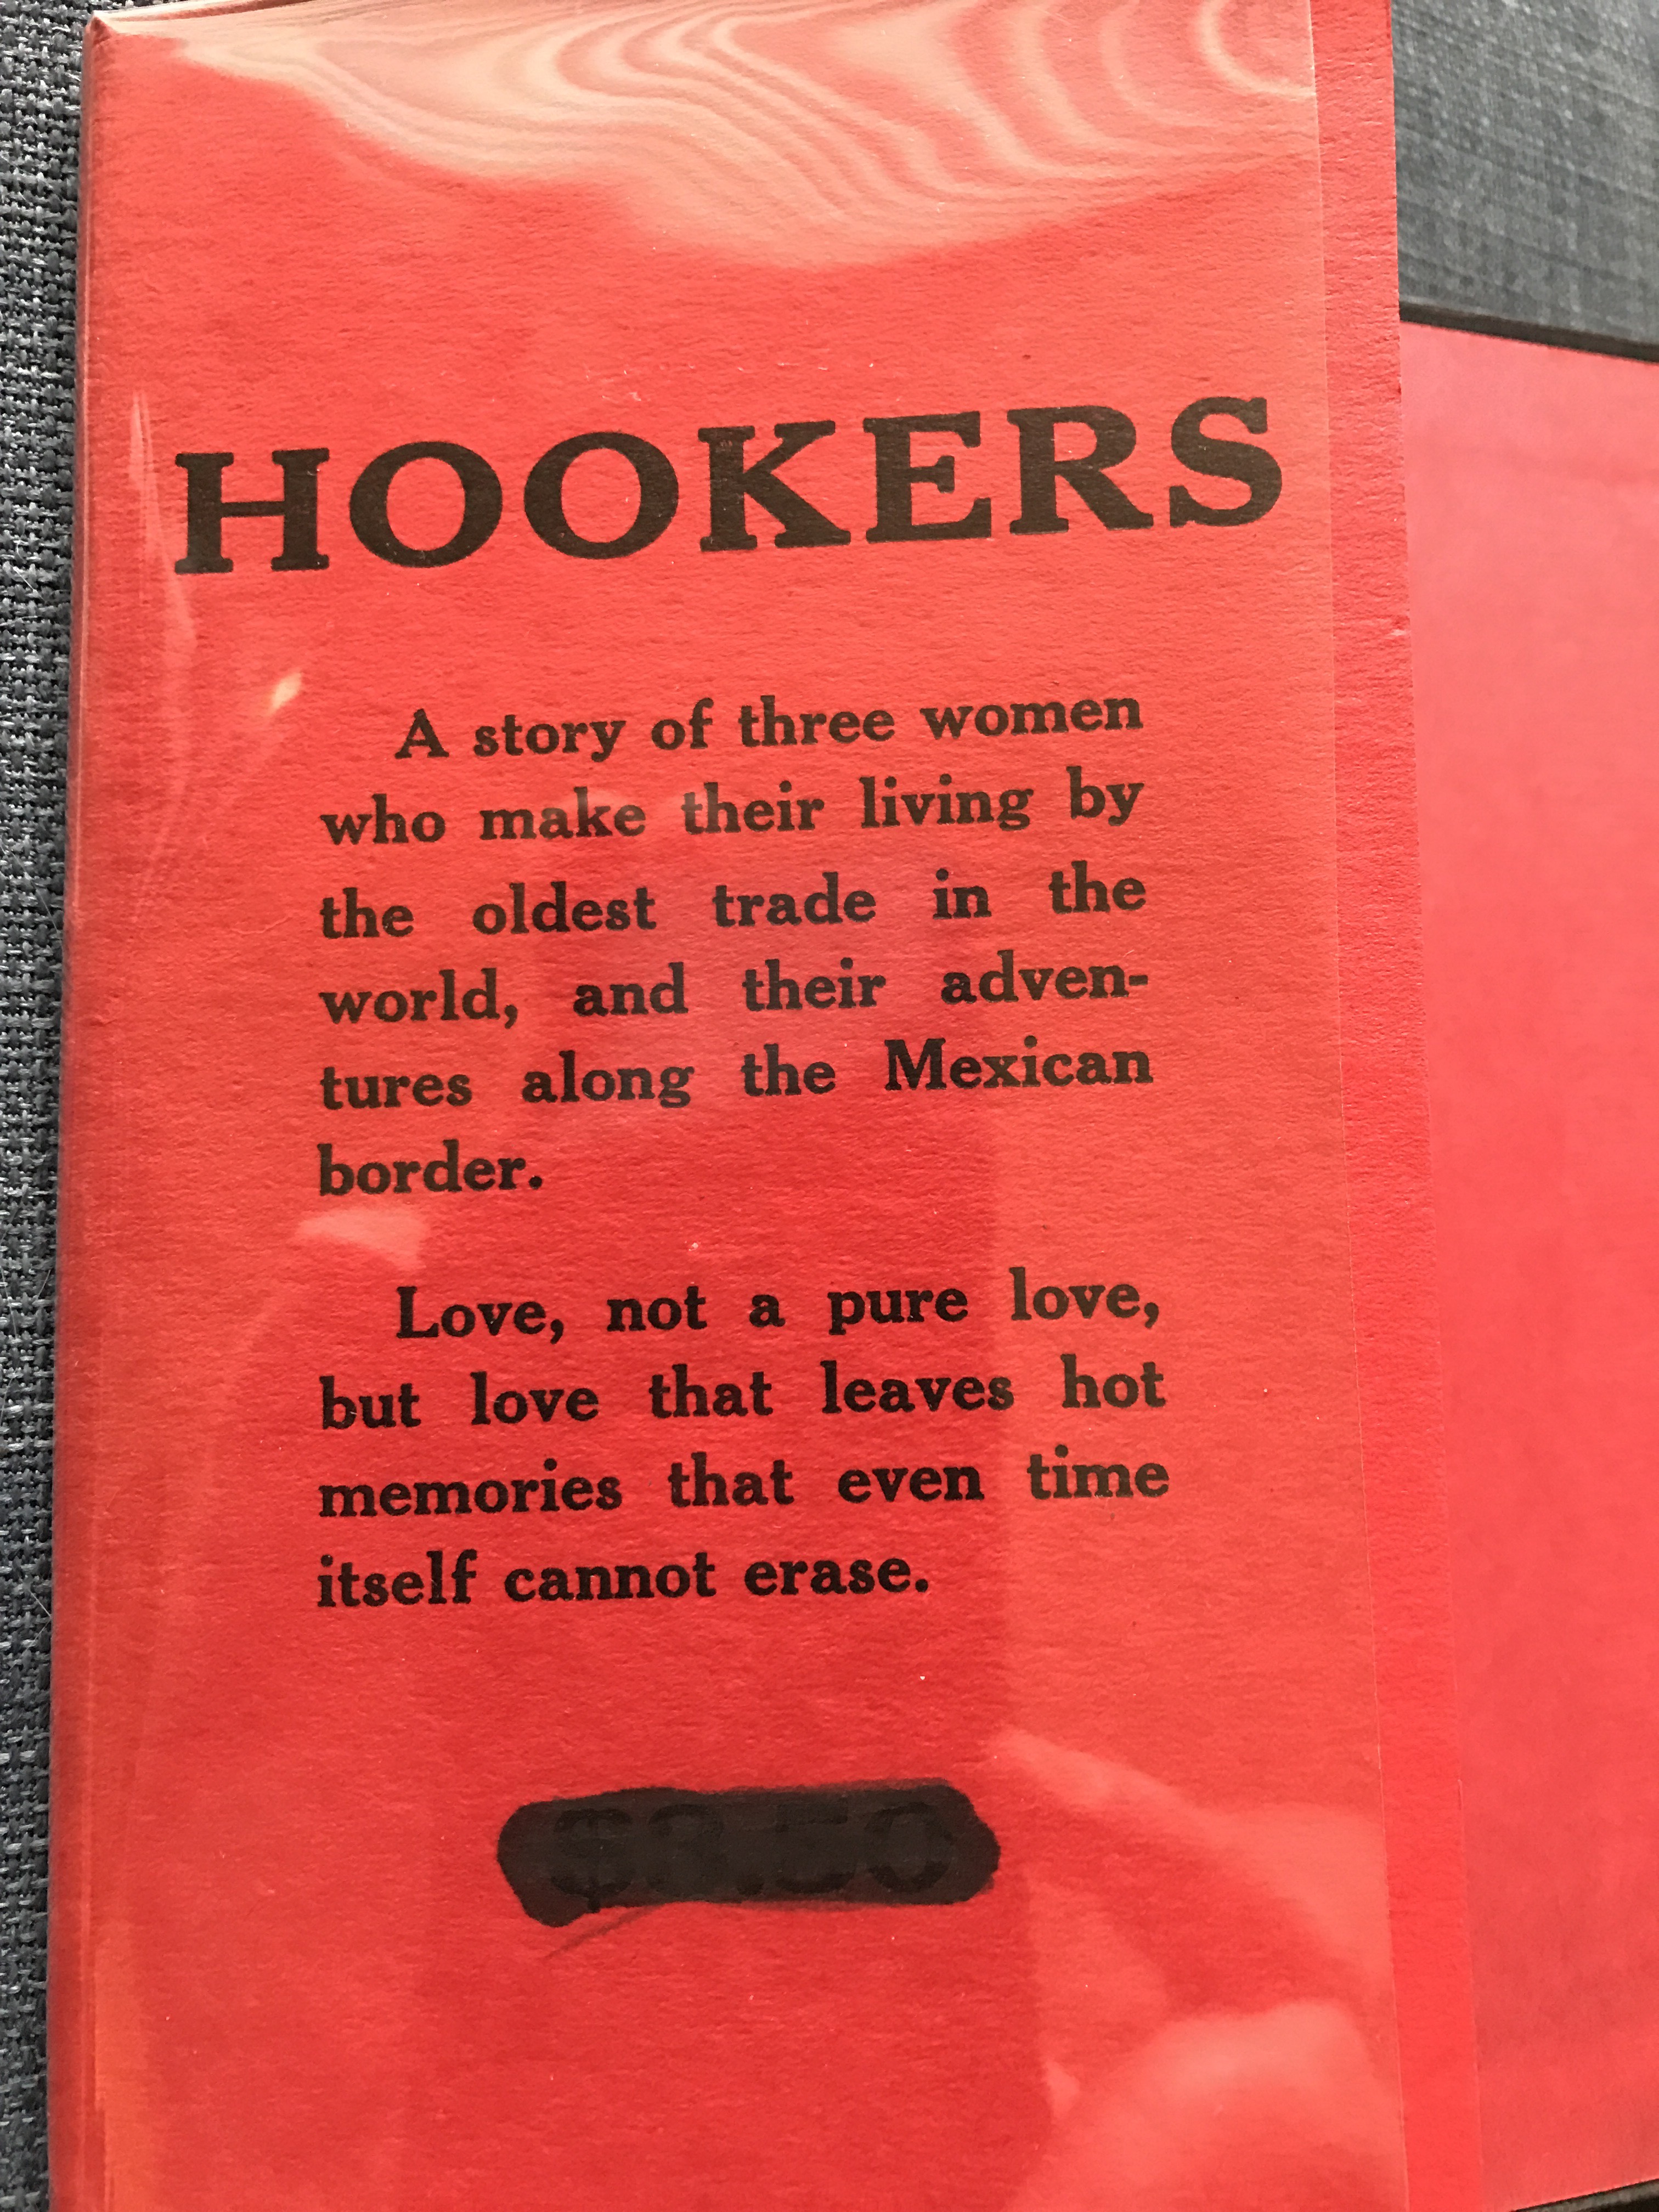 HOOKERS
A story of three women
who make their living by
the oldest trade in the
world, and their adven-
tures along the Mexican
border.
Love, not a pure love,
but love that leaves hot
memories that even time
itself cannot erase.